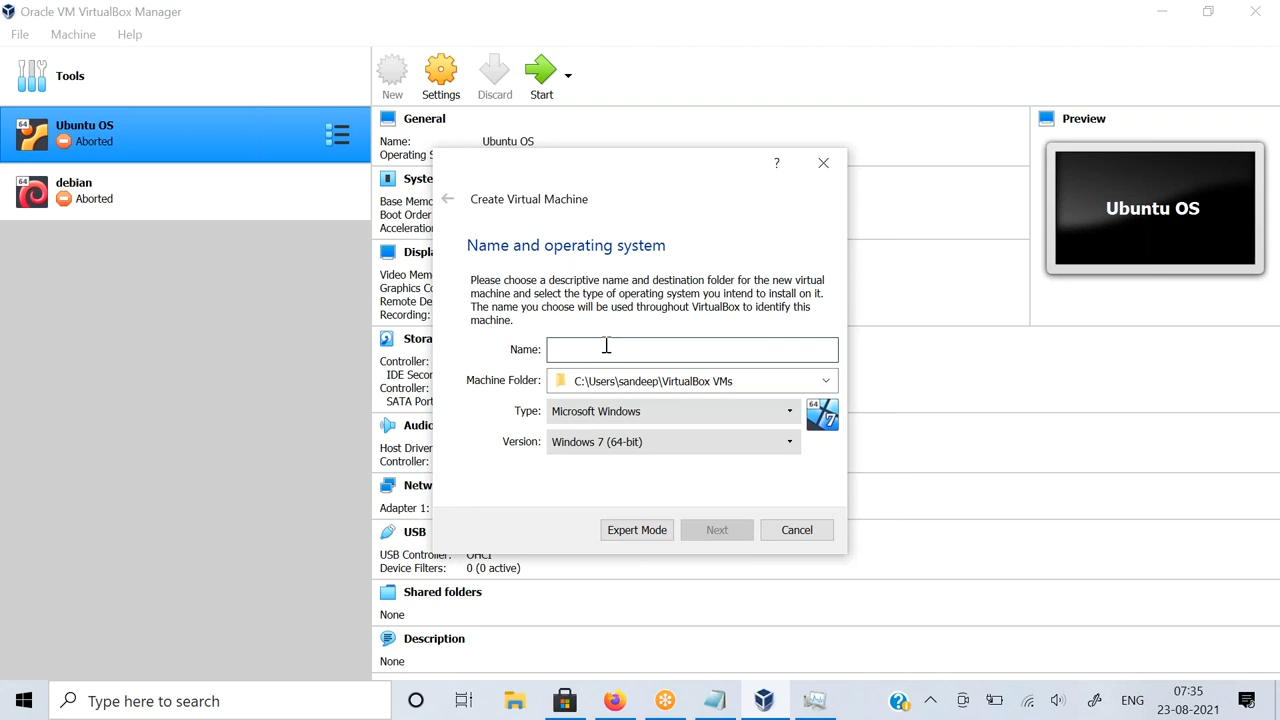 Oracle VM VirtualBox Manager
File Machine Help
Tools
New Settings Discard Start
64 Ubuntu OS
Aborted
64 debian
Aborted
General
Name: Ubuntu OS
Operating S
Syste
Base Memo
Boot Order
Acceleratio
Displa
Video Mem
Graphics Co
Remote De
Recording:
Stora
Controller:
IDE Secon
Controller:
SATA Port
Audio
Host Driver
Controller:
Netw
Adapter 1:
USB
USB Controller: OHCI
Device Filters: 0 (0 active)
Shared folders
None
Description
None
Preview
Ubuntu OS
?
Create Virtual Machine
Name and operating system
Please choose a descriptive name and destination folder for the new virtual
machine and select the type of operating system you intend to install on it.
The name you choose will be used throughout VirtualBox to identify this
machine.
Name:
Machine Folder: C:\Users\sandeep\VirtualBox VMs
Type: Microsoft Windows
64 7
Version: Windows 7 (64-bit)
Expert Mode Next Cancel
Type here to search
ENG
07:35
23-08-2021